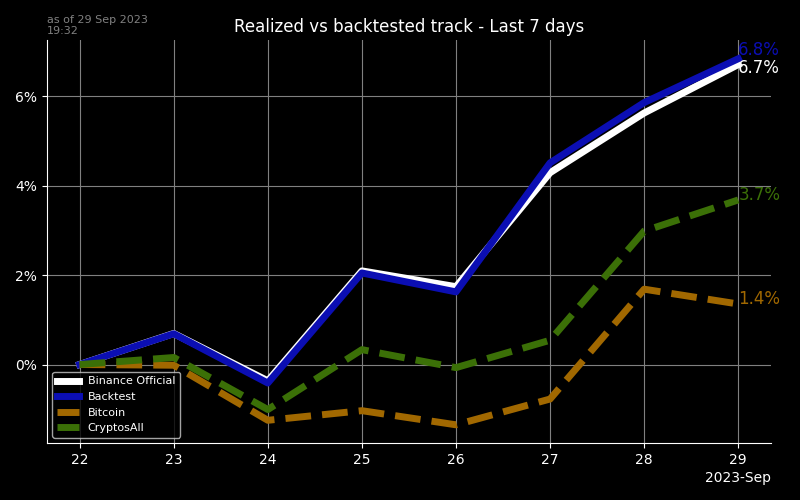 as of 29 Sep 2023
19:32
Realized vs backtested track - Last 7 days
6.8%
6.7%
6%
4%
3.7%
2%
1.4%
0%
Binance Official
Backtest
Bitcoin
CryptosAll
22 23 24 25 26 27 28 29
2023-Sep